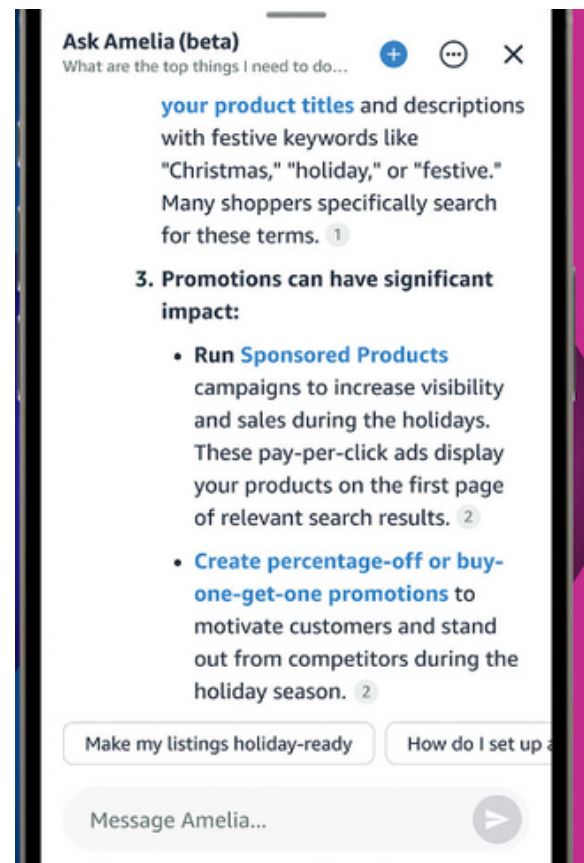 Ask Amelia (beta)
What are the top things I need to do...
your product titles and descriptions
with festive keywords like
"Christmas," "holiday," or "festive."
Many shoppers specifically search
for these terms. 1
3. Promotions can have significant
impact:
• Run Sponsored Products
campaigns to increase visibility
and sales during the holidays.
These pay-per-click ads display
your products on the first page
of relevant search results. 2
• Create percentage-off or buy-
one-get-one promotions to
motivate customers and stand
out from competitors during the
holiday season. 2
Make my listings holiday-ready
How do I set up a
Message Amelia...